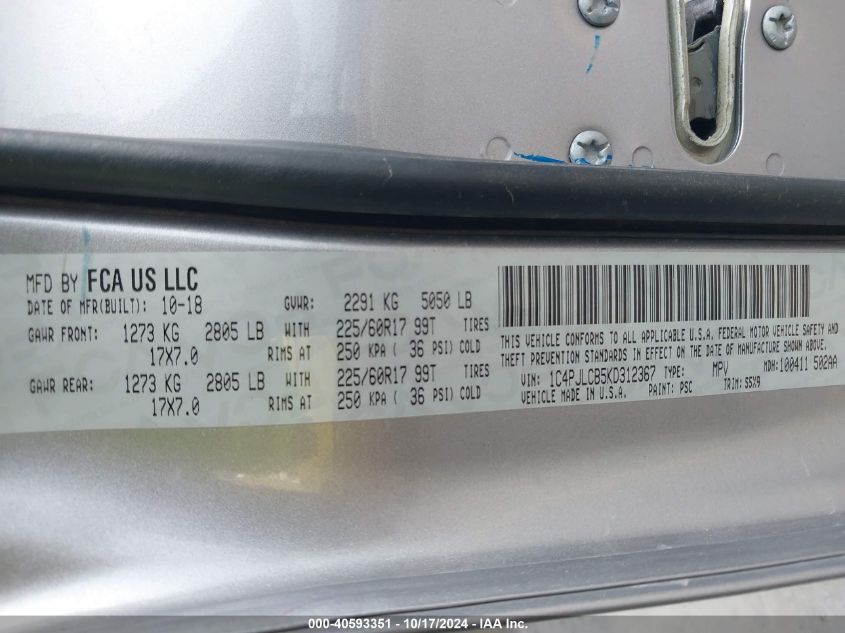 MFD BY FCA US LLC
DATE OF MFR(BUILT): 10-18 GVWR: 2291 KG 5050 LB
GAWR FRONT: 1273 KG 2805 LB WITH 225/60R17 99T TIRES
17X7.0 RIMS AT 250 KPA ( 36 PSI) COLD
GAWR REAR: 1273 KG 2805 LB WITH 225/60R17 99T TIRES
17X7.0 RIMS AT 250 KPA ( 36 PSI) COLD
THIS VEHICLE CONFORMS TO ALL APPLICABLE U.S.A. FEDERAL MOTOR VEHICLE SAFETY AND
THEFT PREVENTION STANDARDS IN EFFECT ON THE DATE OF MANUFACTURE SHOWN ABOVE.
VIN: 1C4PJLCB5KD312367 TYPE: MPV MDH: 100411 502AA
VEHICLE MADE IN U.S.A. PAINT: PSC TRIM: S5X9
000-40593351 - 10/17/2024 - IAA Inc.